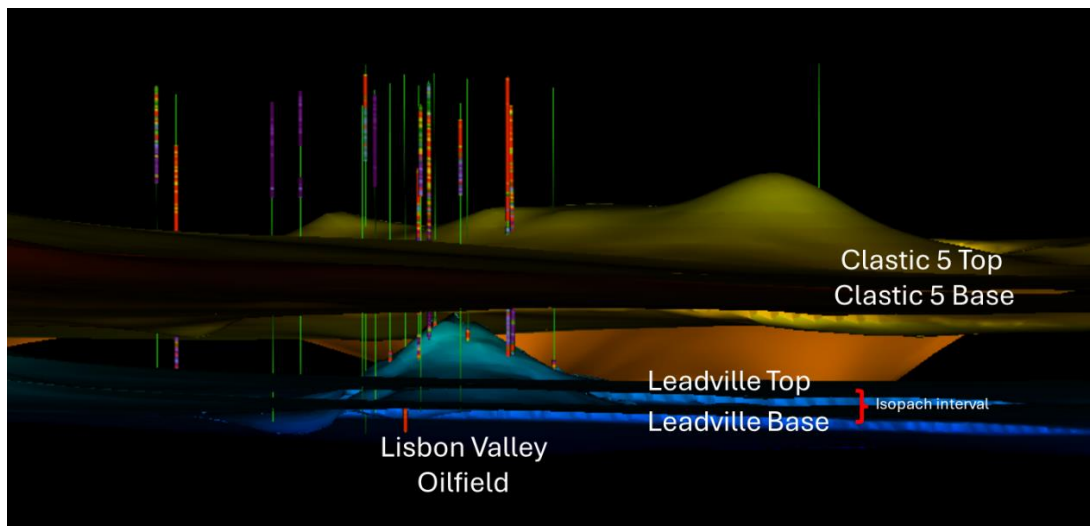 Clastic 5 Top
Clastic 5 Base
Leadville Top
Isopach interval
Leadville Base
Lisbon Valley
Oilfield